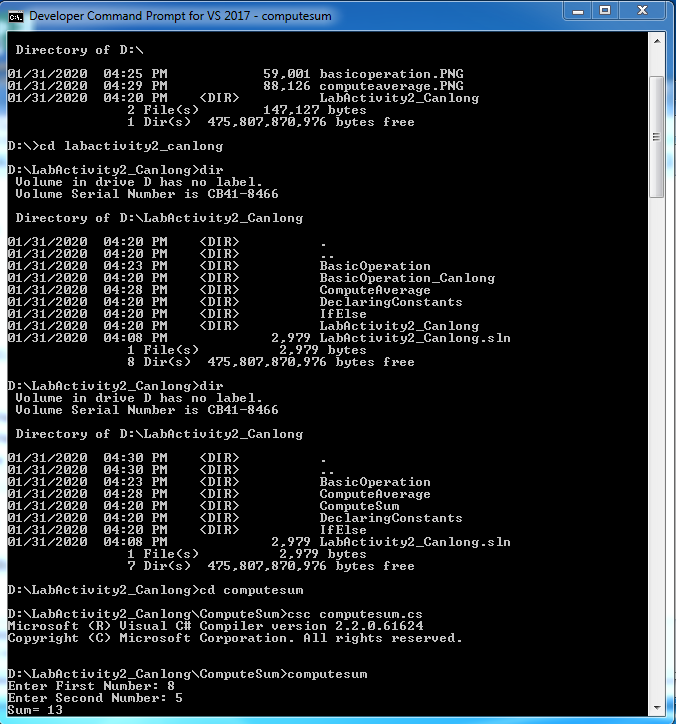 Developer Command Prompt for VS 2017 - computesum
Directory of D:\
01/31/2020  04:25 PM            59,001 basicoperation.PNG
01/31/2020  04:29 PM            88,126 computeaverage.PNG
01/31/2020  04:20 PM    <DIR>          LabActivity2_Canlong
               2 File(s)        147,127 bytes
               1 Dir(s)  475,807,870,976 bytes free
D:\>cd labactivity2_canlong
D:\LabActivity2_Canlong>dir
 Volume in drive D has no label.
 Volume Serial Number is CB41-8466
 Directory of D:\LabActivity2_Canlong
01/31/2020  04:20 PM    <DIR>          .
01/31/2020  04:20 PM    <DIR>          ..
01/31/2020  04:23 PM    <DIR>          BasicOperation
01/31/2020  04:20 PM    <DIR>          BasicOperation_Canlong
01/31/2020  04:28 PM    <DIR>          ComputeAverage
01/31/2020  04:20 PM    <DIR>          DeclaringConstants
01/31/2020  04:20 PM    <DIR>          IfElse
01/31/2020  04:20 PM    <DIR>          LabActivity2_Canlong
01/31/2020  04:08 PM             2,979 LabActivity2_Canlong.sln
               1 File(s)          2,979 bytes
               8 Dir(s)  475,807,870,976 bytes free
D:\LabActivity2_Canlong>dir
 Volume in drive D has no label.
 Volume Serial Number is CB41-8466
 Directory of D:\LabActivity2_Canlong
01/31/2020  04:30 PM    <DIR>          .
01/31/2020  04:30 PM    <DIR>          ..
01/31/2020  04:23 PM    <DIR>          BasicOperation
01/31/2020  04:28 PM    <DIR>          ComputeAverage
01/31/2020  04:20 PM    <DIR>          ComputeSum
01/31/2020  04:20 PM    <DIR>          DeclaringConstants
01/31/2020  04:20 PM    <DIR>          IfElse
01/31/2020  04:08 PM             2,979 LabActivity2_Canlong.sln
               1 File(s)          2,979 bytes
               7 Dir(s)  475,807,870,976 bytes free
D:\LabActivity2_Canlong>cd computesum
D:\LabActivity2_Canlong\ComputeSum>csc computesum.cs
Microsoft (R) Visual C# Compiler version 2.2.0.61624
Copyright (C) Microsoft Corporation. All rights reserved.
D:\LabActivity2_Canlong\ComputeSum>computesum
Enter First Number: 8
Enter Second Number: 5
Sum= 13